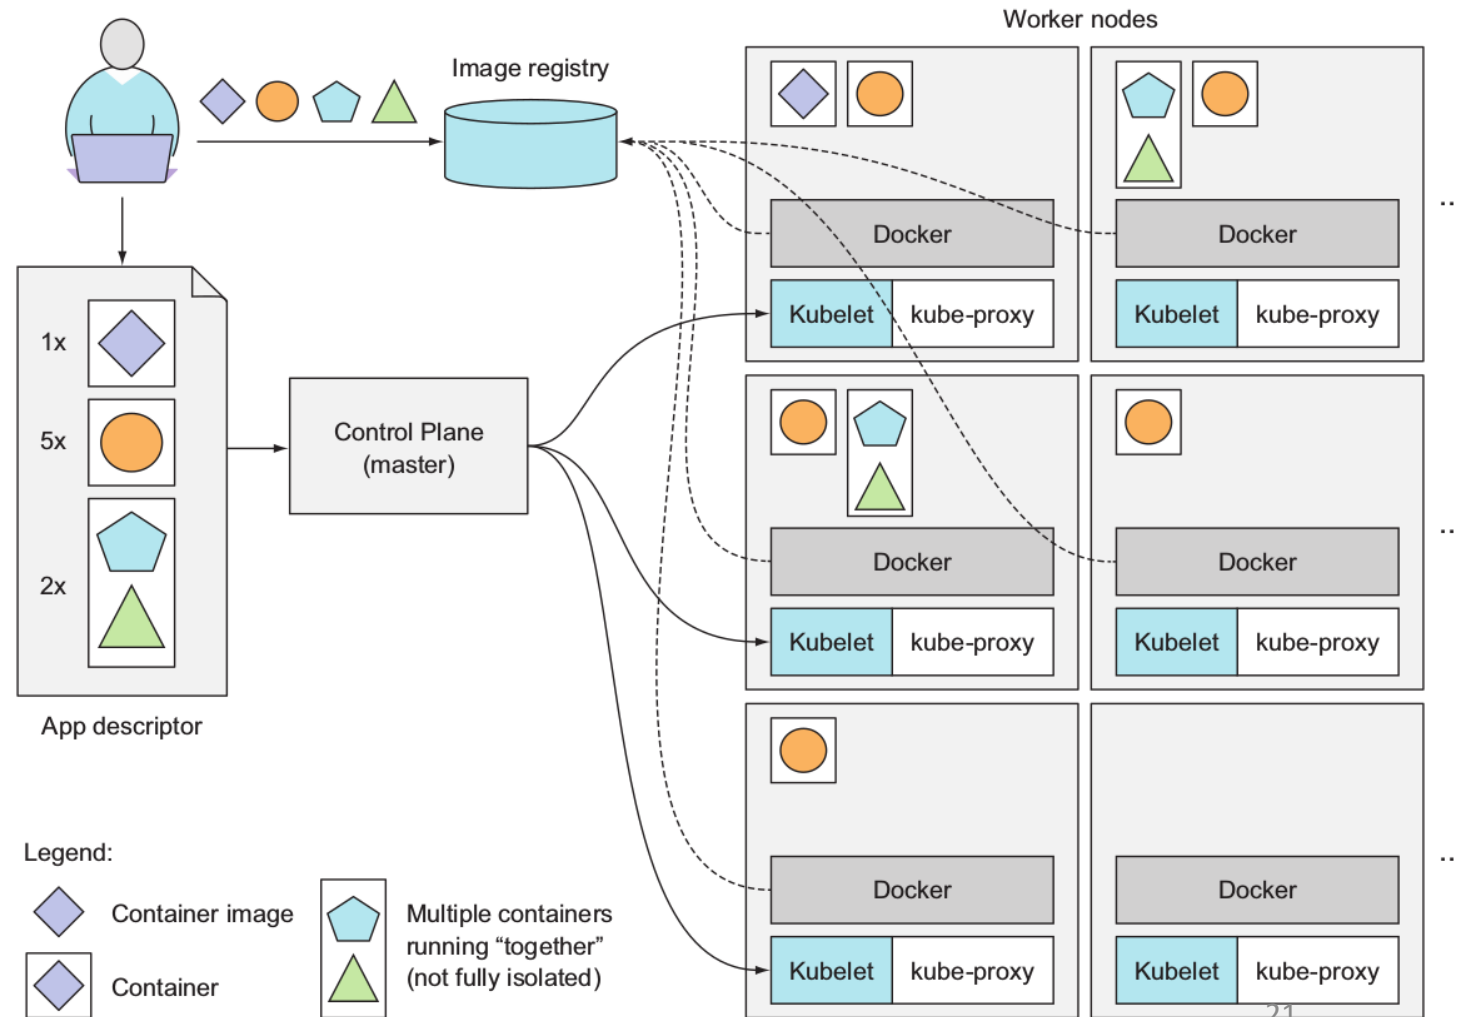 Worker nodes
Image registry
Docker
Docker
..
Kubelet
kube-proxy
Kubelet
kube-proxy
1x
5x
2x
Control Plane
(master)
Docker
Docker
..
Kubelet
kube-proxy
Kubelet
kube-proxy
App descriptor
Docker
Docker
..
Kubelet
kube-proxy
Kubelet
kube-proxy
Legend:
Container image
Container
Multiple containers
running “together”
(not fully isolated)
21